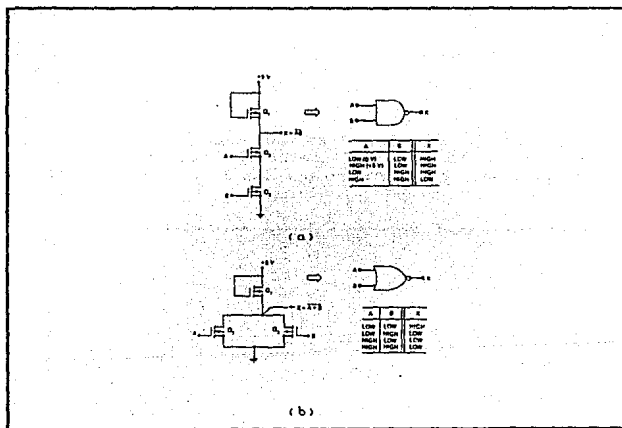 +5 V
Q₁
X = A̅B̅
A
Q₂
B
Q₃
(a)
A
B
X
A B X
LOW (0 V) LOW HIGH
HIGH (+5 V) LOW HIGH
LOW HIGH HIGH
HIGH HIGH LOW
+5 V
Q₁
X = A̅+̅B̅
A
Q₂
Q₃
B
(b)
A
B
X
A B X
LOW LOW HIGH
LOW HIGH LOW
HIGH LOW LOW
HIGH HIGH LOW